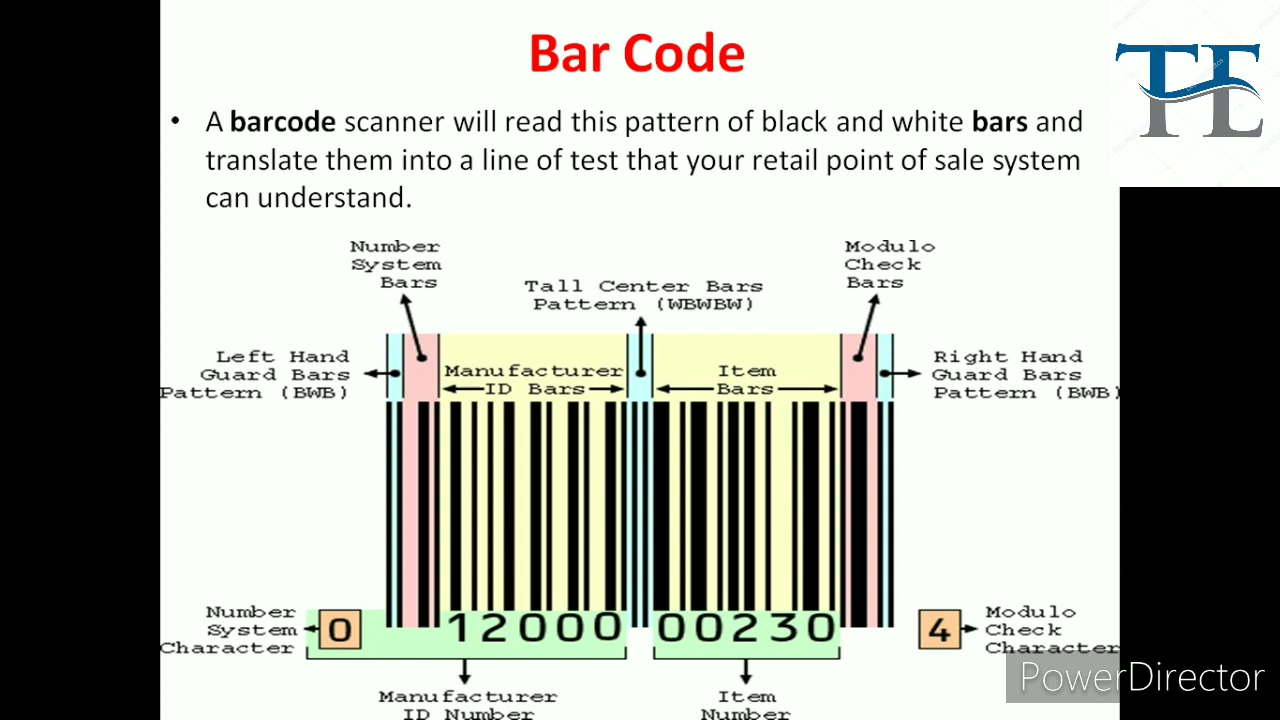 Bar Code
TE
• A barcode scanner will read this pattern of black and white bars and
translate them into a line of test that your retail point of sale system
can understand.
Number
System
Bars
Modulo
Check
Bars
Tall Center Bars
Pattern (WBWBW)
Left Hand
Guard Bars
Pattern (BWB)
Manufacturer
ID Bars
Item
Bars
Right Hand
Guard Bars
Pattern (BWB)
Number
System
Character
0
12000
00230
4
Modulo
Check
Character
Manufacturer
ID Number
Item
Number
PowerDirector